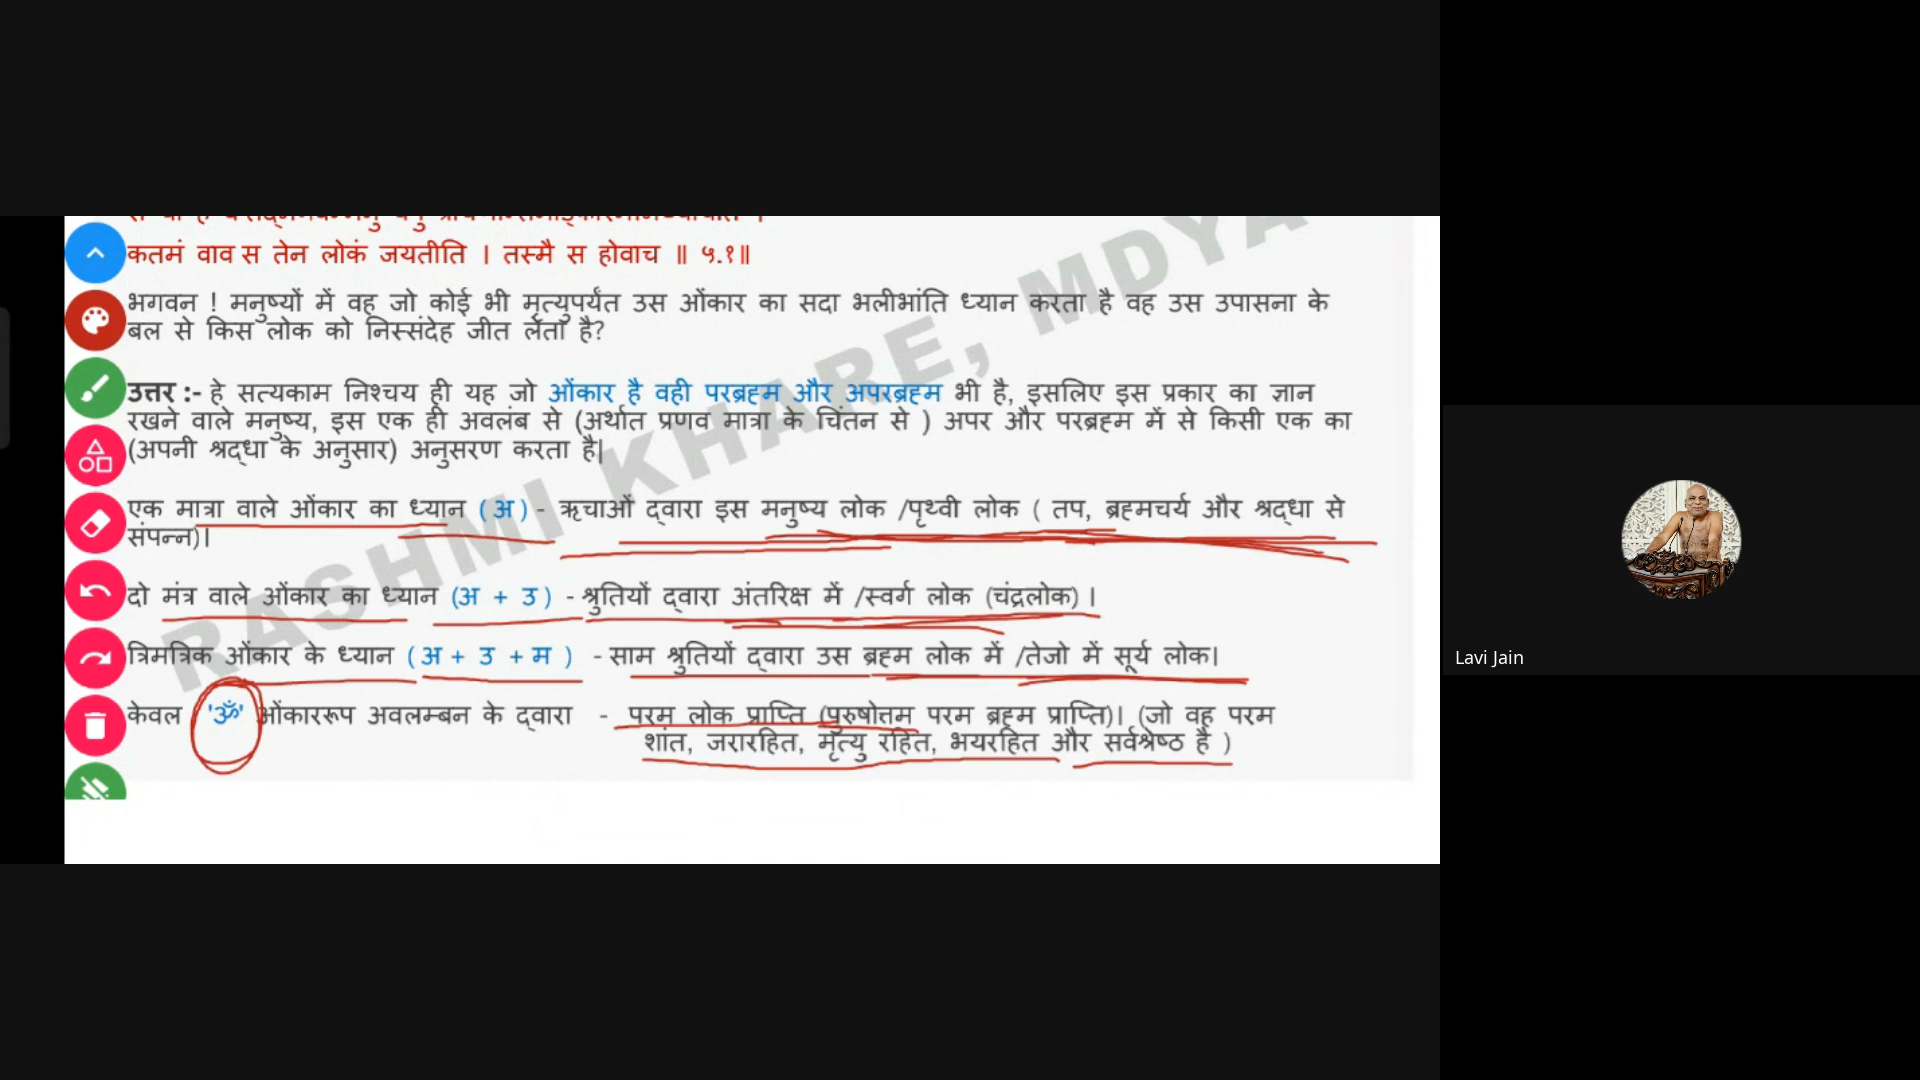 कतमं वाव स तेन लोकं जयतीति । तस्मै स होवाच ॥ ५.१॥
भगवन ! मनुष्यों में वह जो कोई भी मृत्युपर्यंत उस ओंकार का सदा भलीभांति ध्यान करता है वह उस उपासना के
बल से किस लोक को निस्संदेह जीत लेता है?
उत्तर :- हे सत्यकाम निश्चय ही यह जो ओंकार है वही परब्रह्म और अपरब्रह्म भी है, इसलिए इस प्रकार का ज्ञान
रखने वाले मनुष्य, इस एक ही अवलंब से (अर्थात प्रणव मात्रा के चिंतन से ) अपर और परब्रह्म में से किसी एक का
(अपनी श्रद्धा के अनुसार) अनुसरण करता है|
एक मात्रा वाले ओंकार का ध्यान (अ) - ऋचाओं द्वारा इस मनुष्य लोक /पृथ्वी लोक ( तप, ब्रह्मचर्य और श्रद्धा से
संपन्न)।
दो मंत्र वाले ओंकार का ध्यान (अ + उ) - श्रुतियों द्वारा अंतरिक्ष में /स्वर्ग लोक (चंद्रलोक) ।
त्रिमत्रिक ओंकार के ध्यान ( अ + उ + म ) - साम श्रुतियों द्वारा उस ब्रह्म लोक में /तेजो में सूर्य लोक।
केवल 'ॐ' ओंकाररूप अवलम्बन के द्वारा - परम लोक प्राप्ति (पुरुषोत्तम परम ब्रह्म प्राप्ति)। (जो वह परम
शांत, जरारहित, मृत्यु रहित, भयरहित और सर्वश्रेष्ठ है )
RASHMI KHARE, MDYA
Lavi Jain